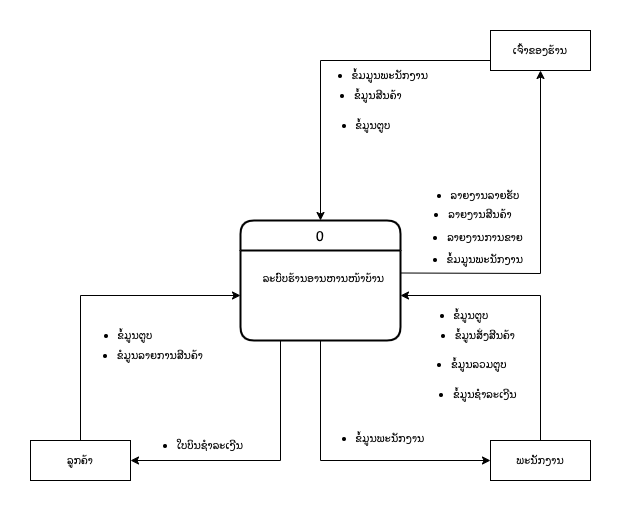 ເຈົ້າຂອງຮ້ານ
ຂໍ້ມມູນພະນັກງານ
ຂໍ້ມູນສິນຄ້າ
ຂໍ້ມູນຕູບ
ລາຍງານລາຍຮັບ
ລາຍງານສິນຄ້າ
ລາຍງານການຂາຍ
ຂໍ້ມມູນພະນັກງານ
0
ລະບົບຮ້ານອານຫານໜ້າບ້ານ
ຂໍ້ມູນຕູບ
ຂໍ້ມູນລາຍການສິນຄ້າ
ຂໍ້ມູນຕູບ
ຂໍ້ມູນສັ່ງສິນຄ້າ
ຂໍ້ມູນລວມຕູບ
ຂໍ້ມູນຊຳລະເງິນ
ໃບບິນຊຳລະເງິນ
ຂໍ້ມູນພະນັກງານ
ລູກຄ້າ
ພະນັກງານ